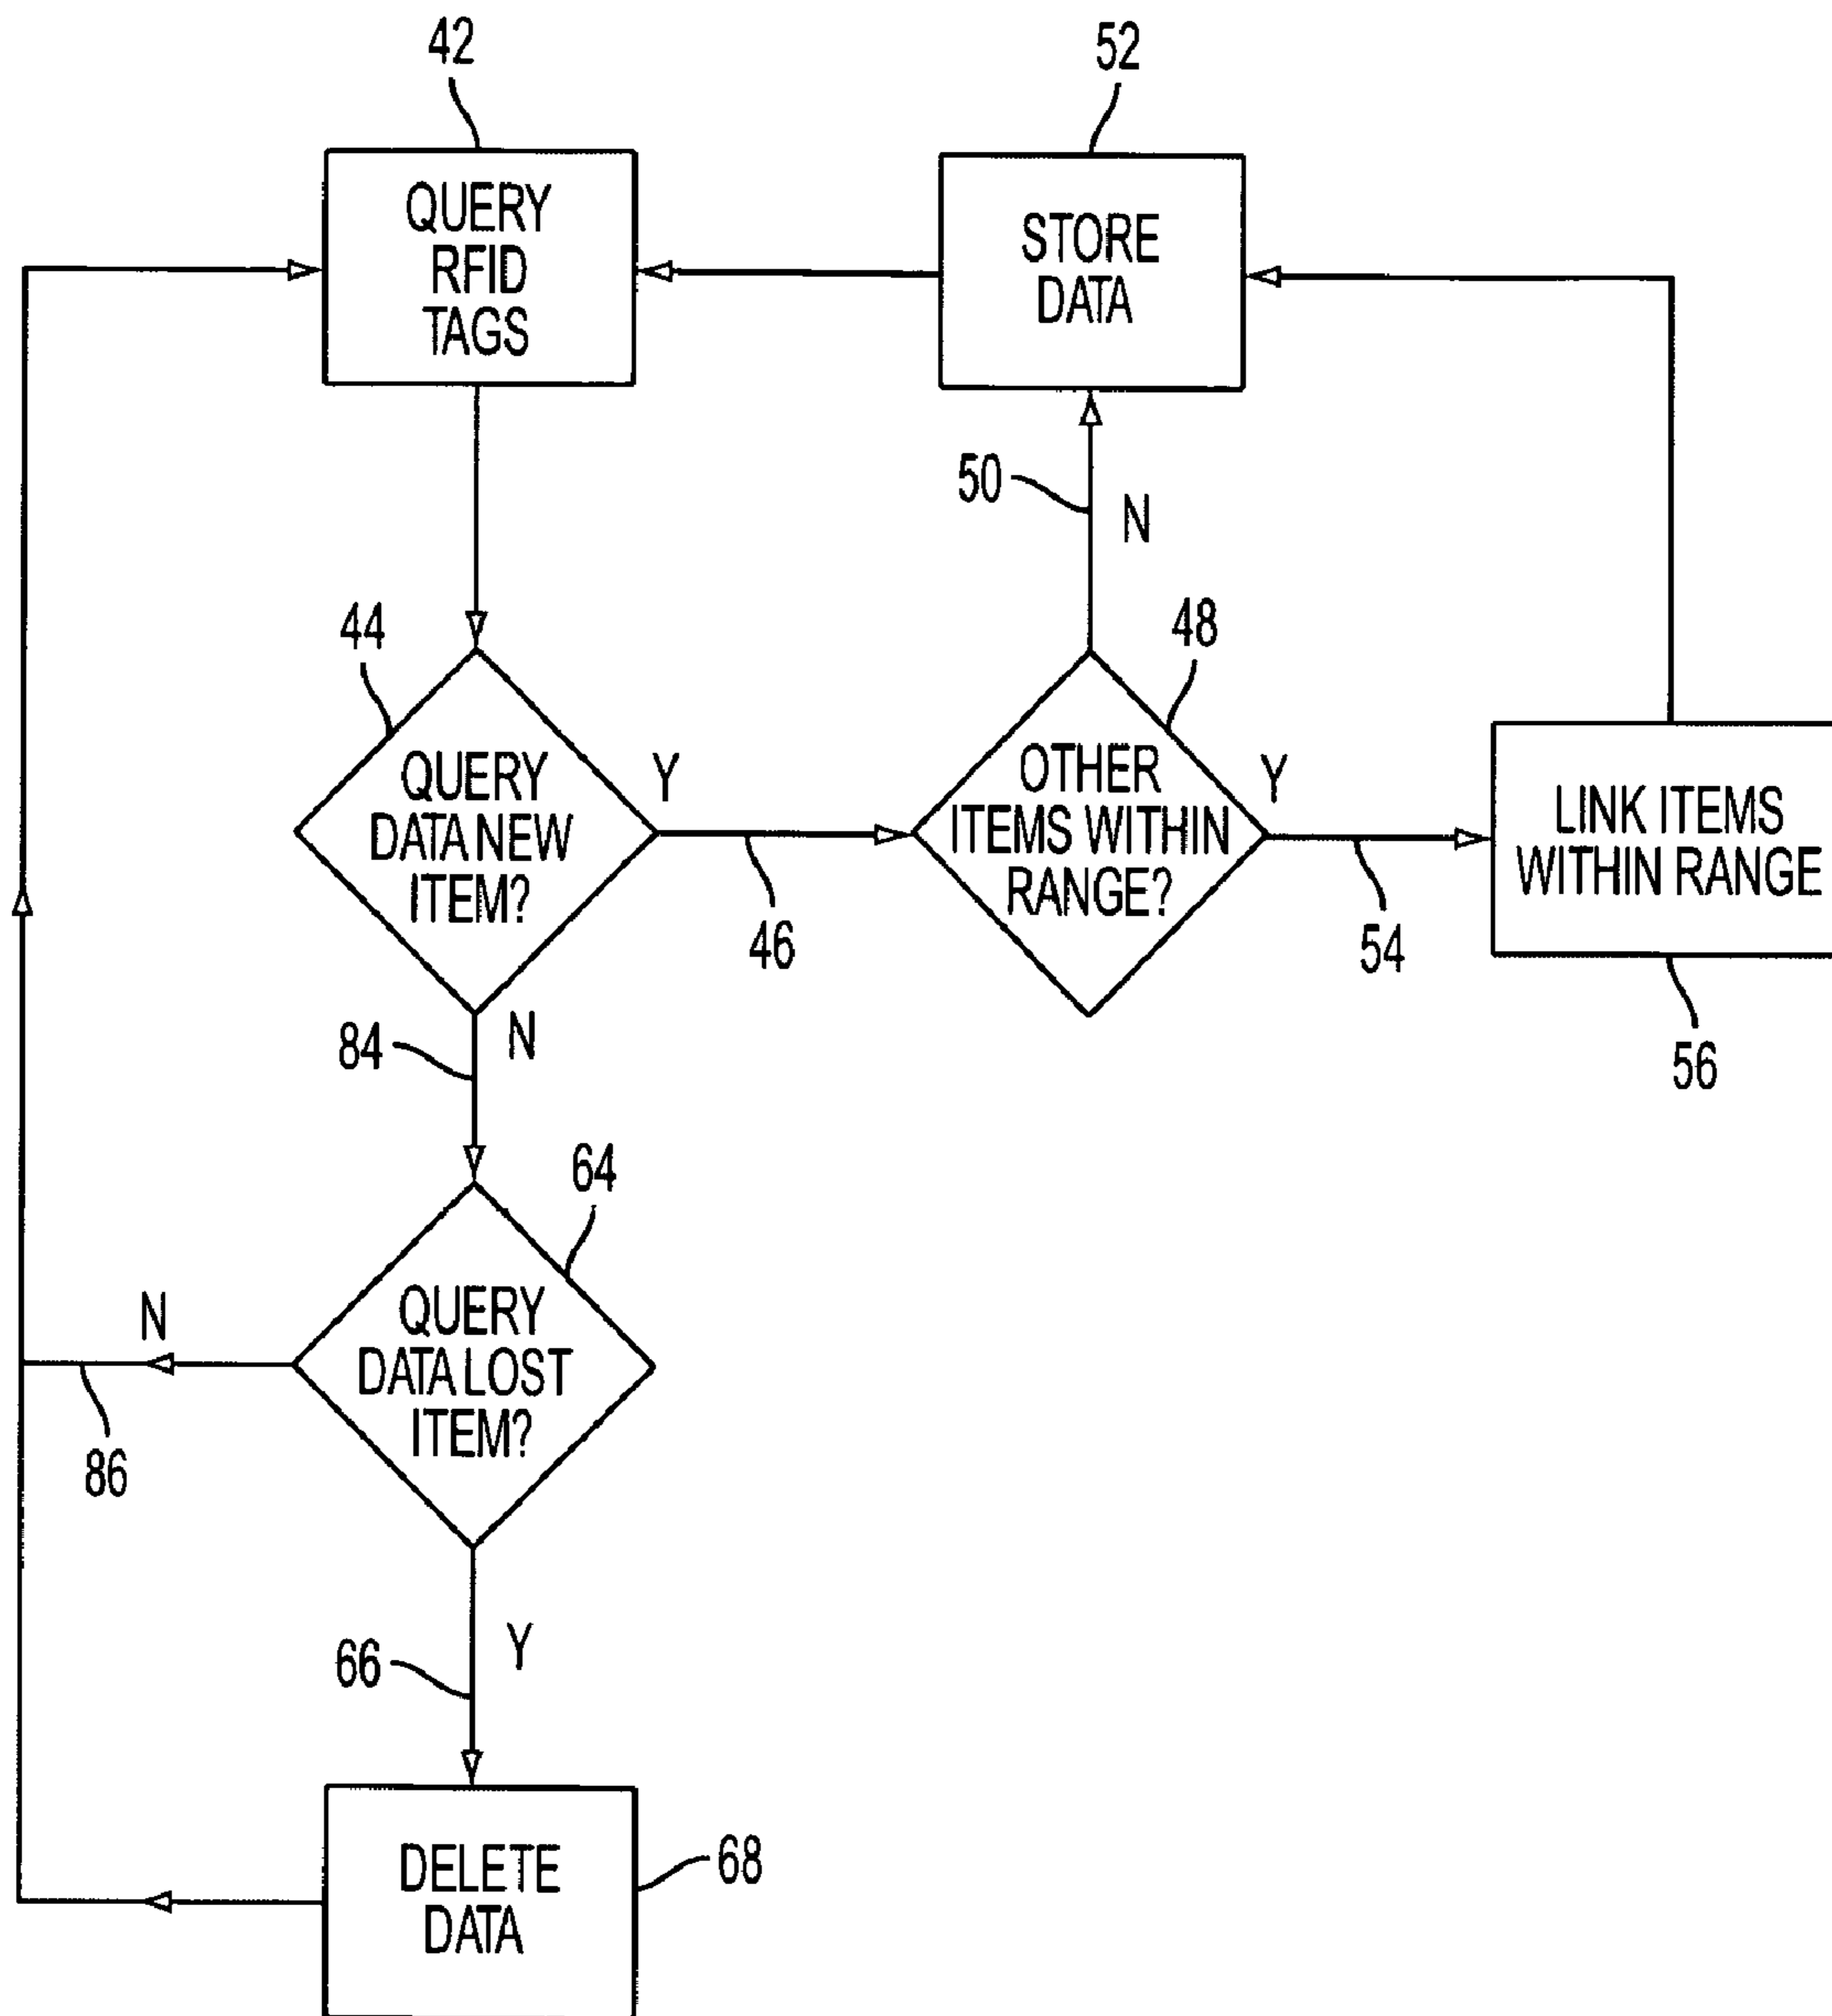 42
52
QUERY
RFID
TAGS
STORE
DATA
50
N
44
48
QUERY
DATA NEW
ITEM?
Y
OTHER
ITEMS WITHIN
RANGE?
Y
LINK ITEMS
WITHIN RANGE
46
54
56
84
N
64
QUERY
DATA LOST
ITEM?
N
86
66
Y
DELETE
DATA
68